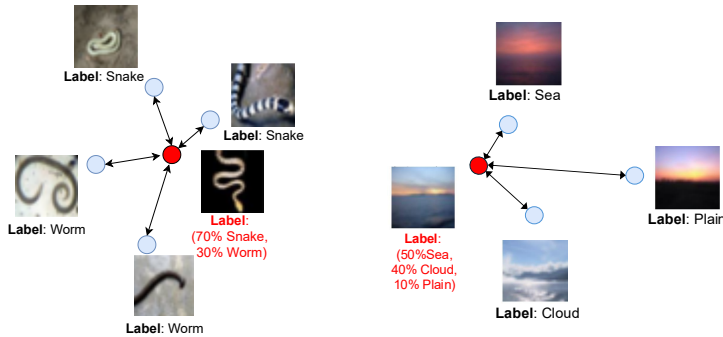 Label: Snake
Label: Snake
Label: Worm
Label:
(70% Snake,
30% Worm)
Label: Worm
Label: Sea
Label: Plain
Label:
(50%Sea,
40% Cloud,
10% Plain)
Label: Cloud